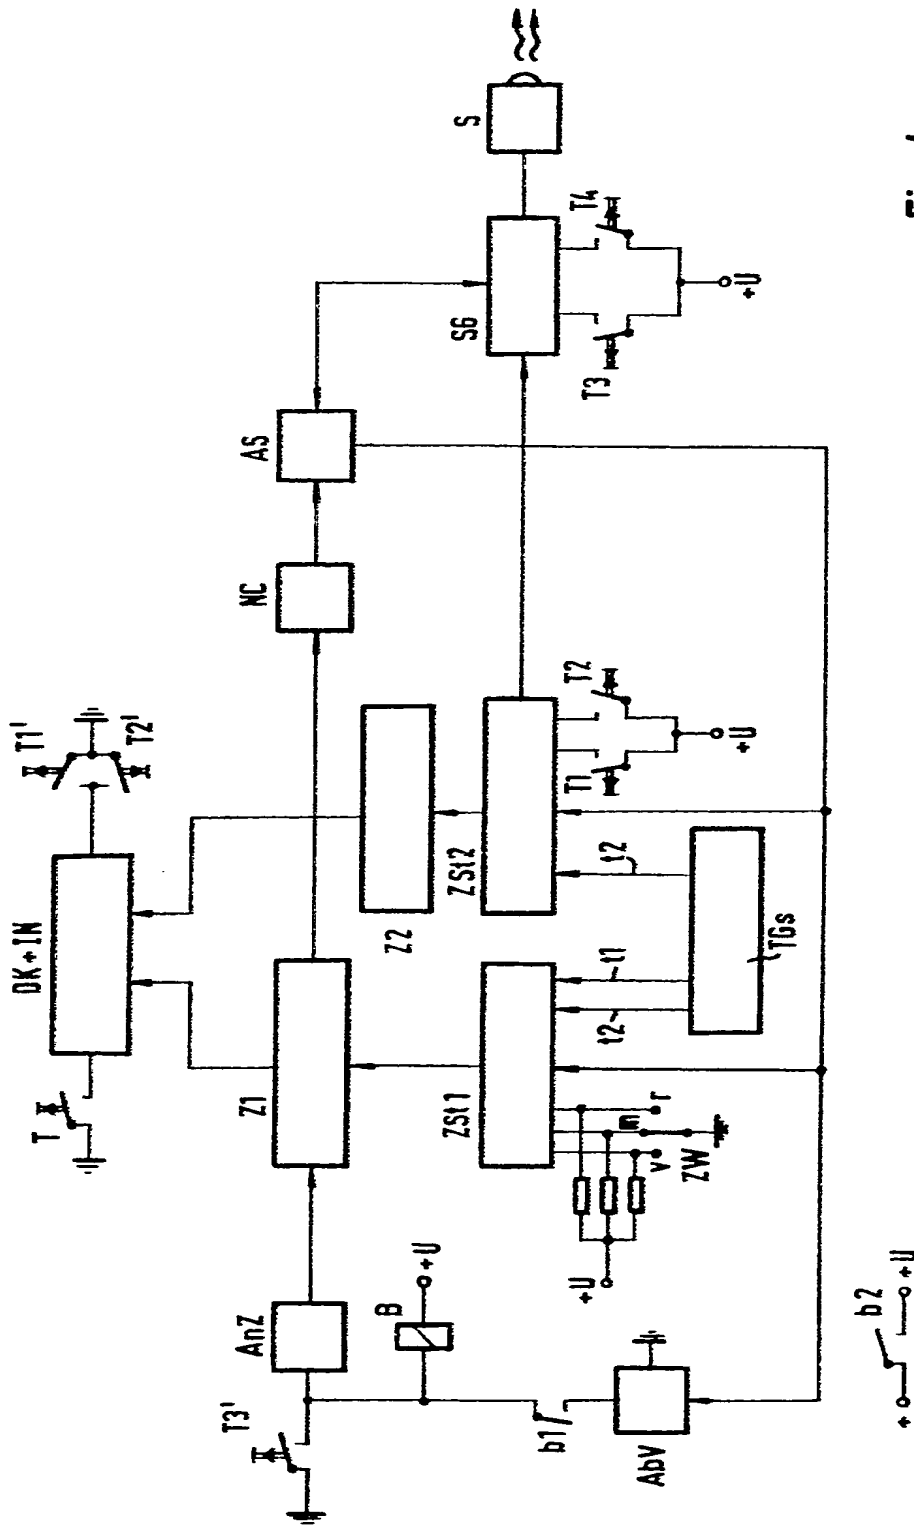 T1'
T2'
DK+IN
T
AS
NC
S
SG
T3
T4
+U
Z1
Z2
ZSt2
T1
T2
+U
t2
t1
t2
TGs
ZSt1
r
m
v
ZW
+U
AnZ
T3'
B
+U
b1
AbV
b2
+
+U